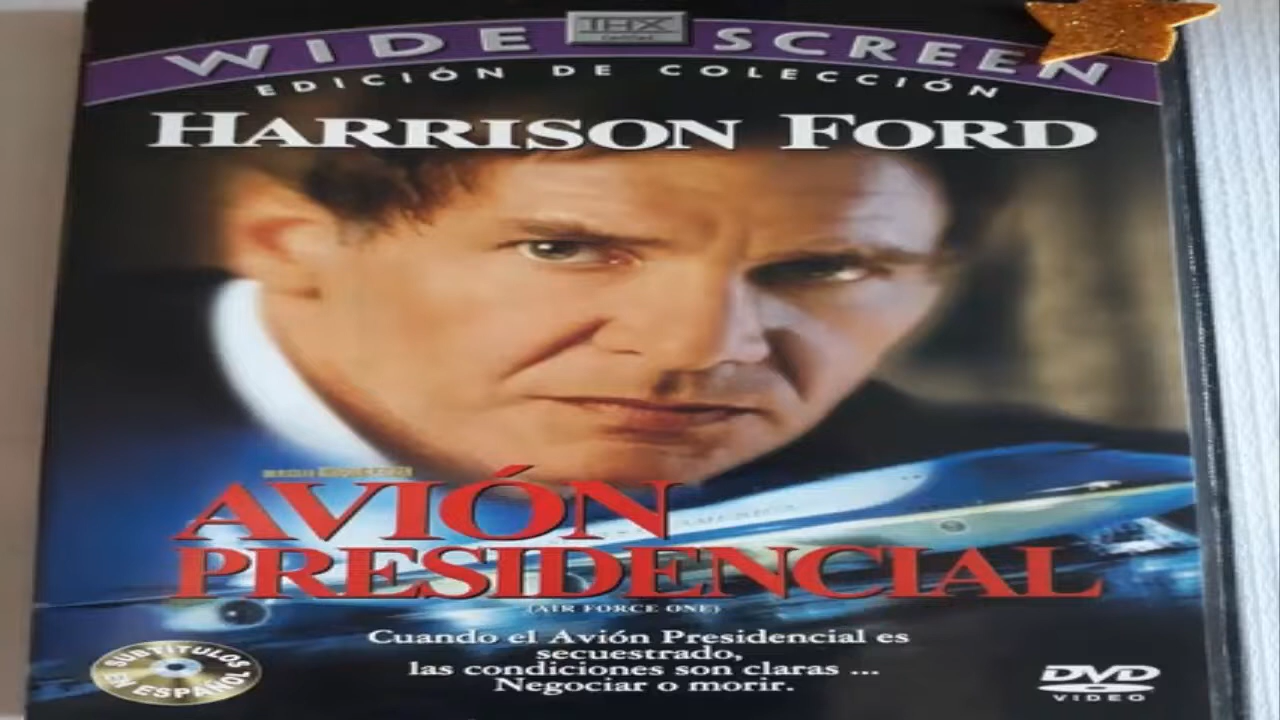 THX
WIDE SCREEN
EDICIÓN DE COLECCIÓN
HARRISON FORD
AVIÓN
PRESIDENCIAL
(AIR FORCE ONE)
Cuando el Avión Presidencial es
secuestrado,
las condiciones son claras ...
Negociar o morir.
SUBTITULOS
EN ESPAÑOL
DVD
VIDEO